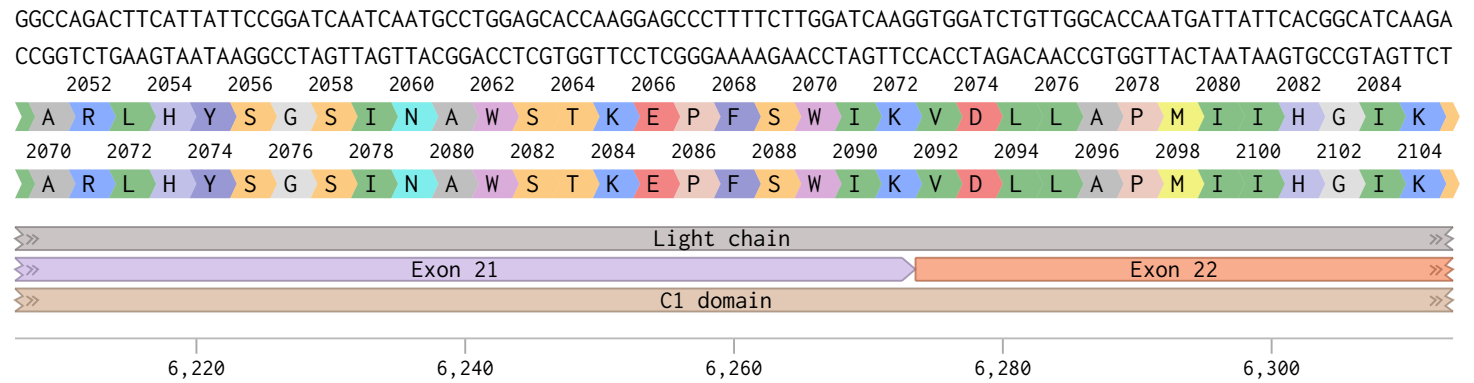 GGCCAGACTTCATTATTCCGGATCAATCAATGCCTGGAGCACCAAGGAGCCCTTTTCTTGGATCAAGGTGGATCTGTTGGCACCAATGATTATTCACGGCATCAAGA
CCGGTCTGAAGTAATAAGGCCTAGTTAGTTACGGACCTCGTGGTTCCTCGGGAAAAGAACCTAGTTCCACCTAGACAACCGTGGTTACTAATAAGTGCCGTAGTTCT
2052 2054 2056 2058 2060 2062 2064 2066 2068 2070 2072 2074 2076 2078 2080 2082 2084
A R L H Y S G S I N A W S T K E P F S W I K V D L L A P M I I H G I K
2070 2072 2074 2076 2078 2080 2082 2084 2086 2088 2090 2092 2094 2096 2098 2100 2102 2104
A R L H Y S G S I N A W S T K E P F S W I K V D L L A P M I I H G I K
Light chain
Exon 21 Exon 22
C1 domain
6,220 6,240 6,260 6,280 6,300